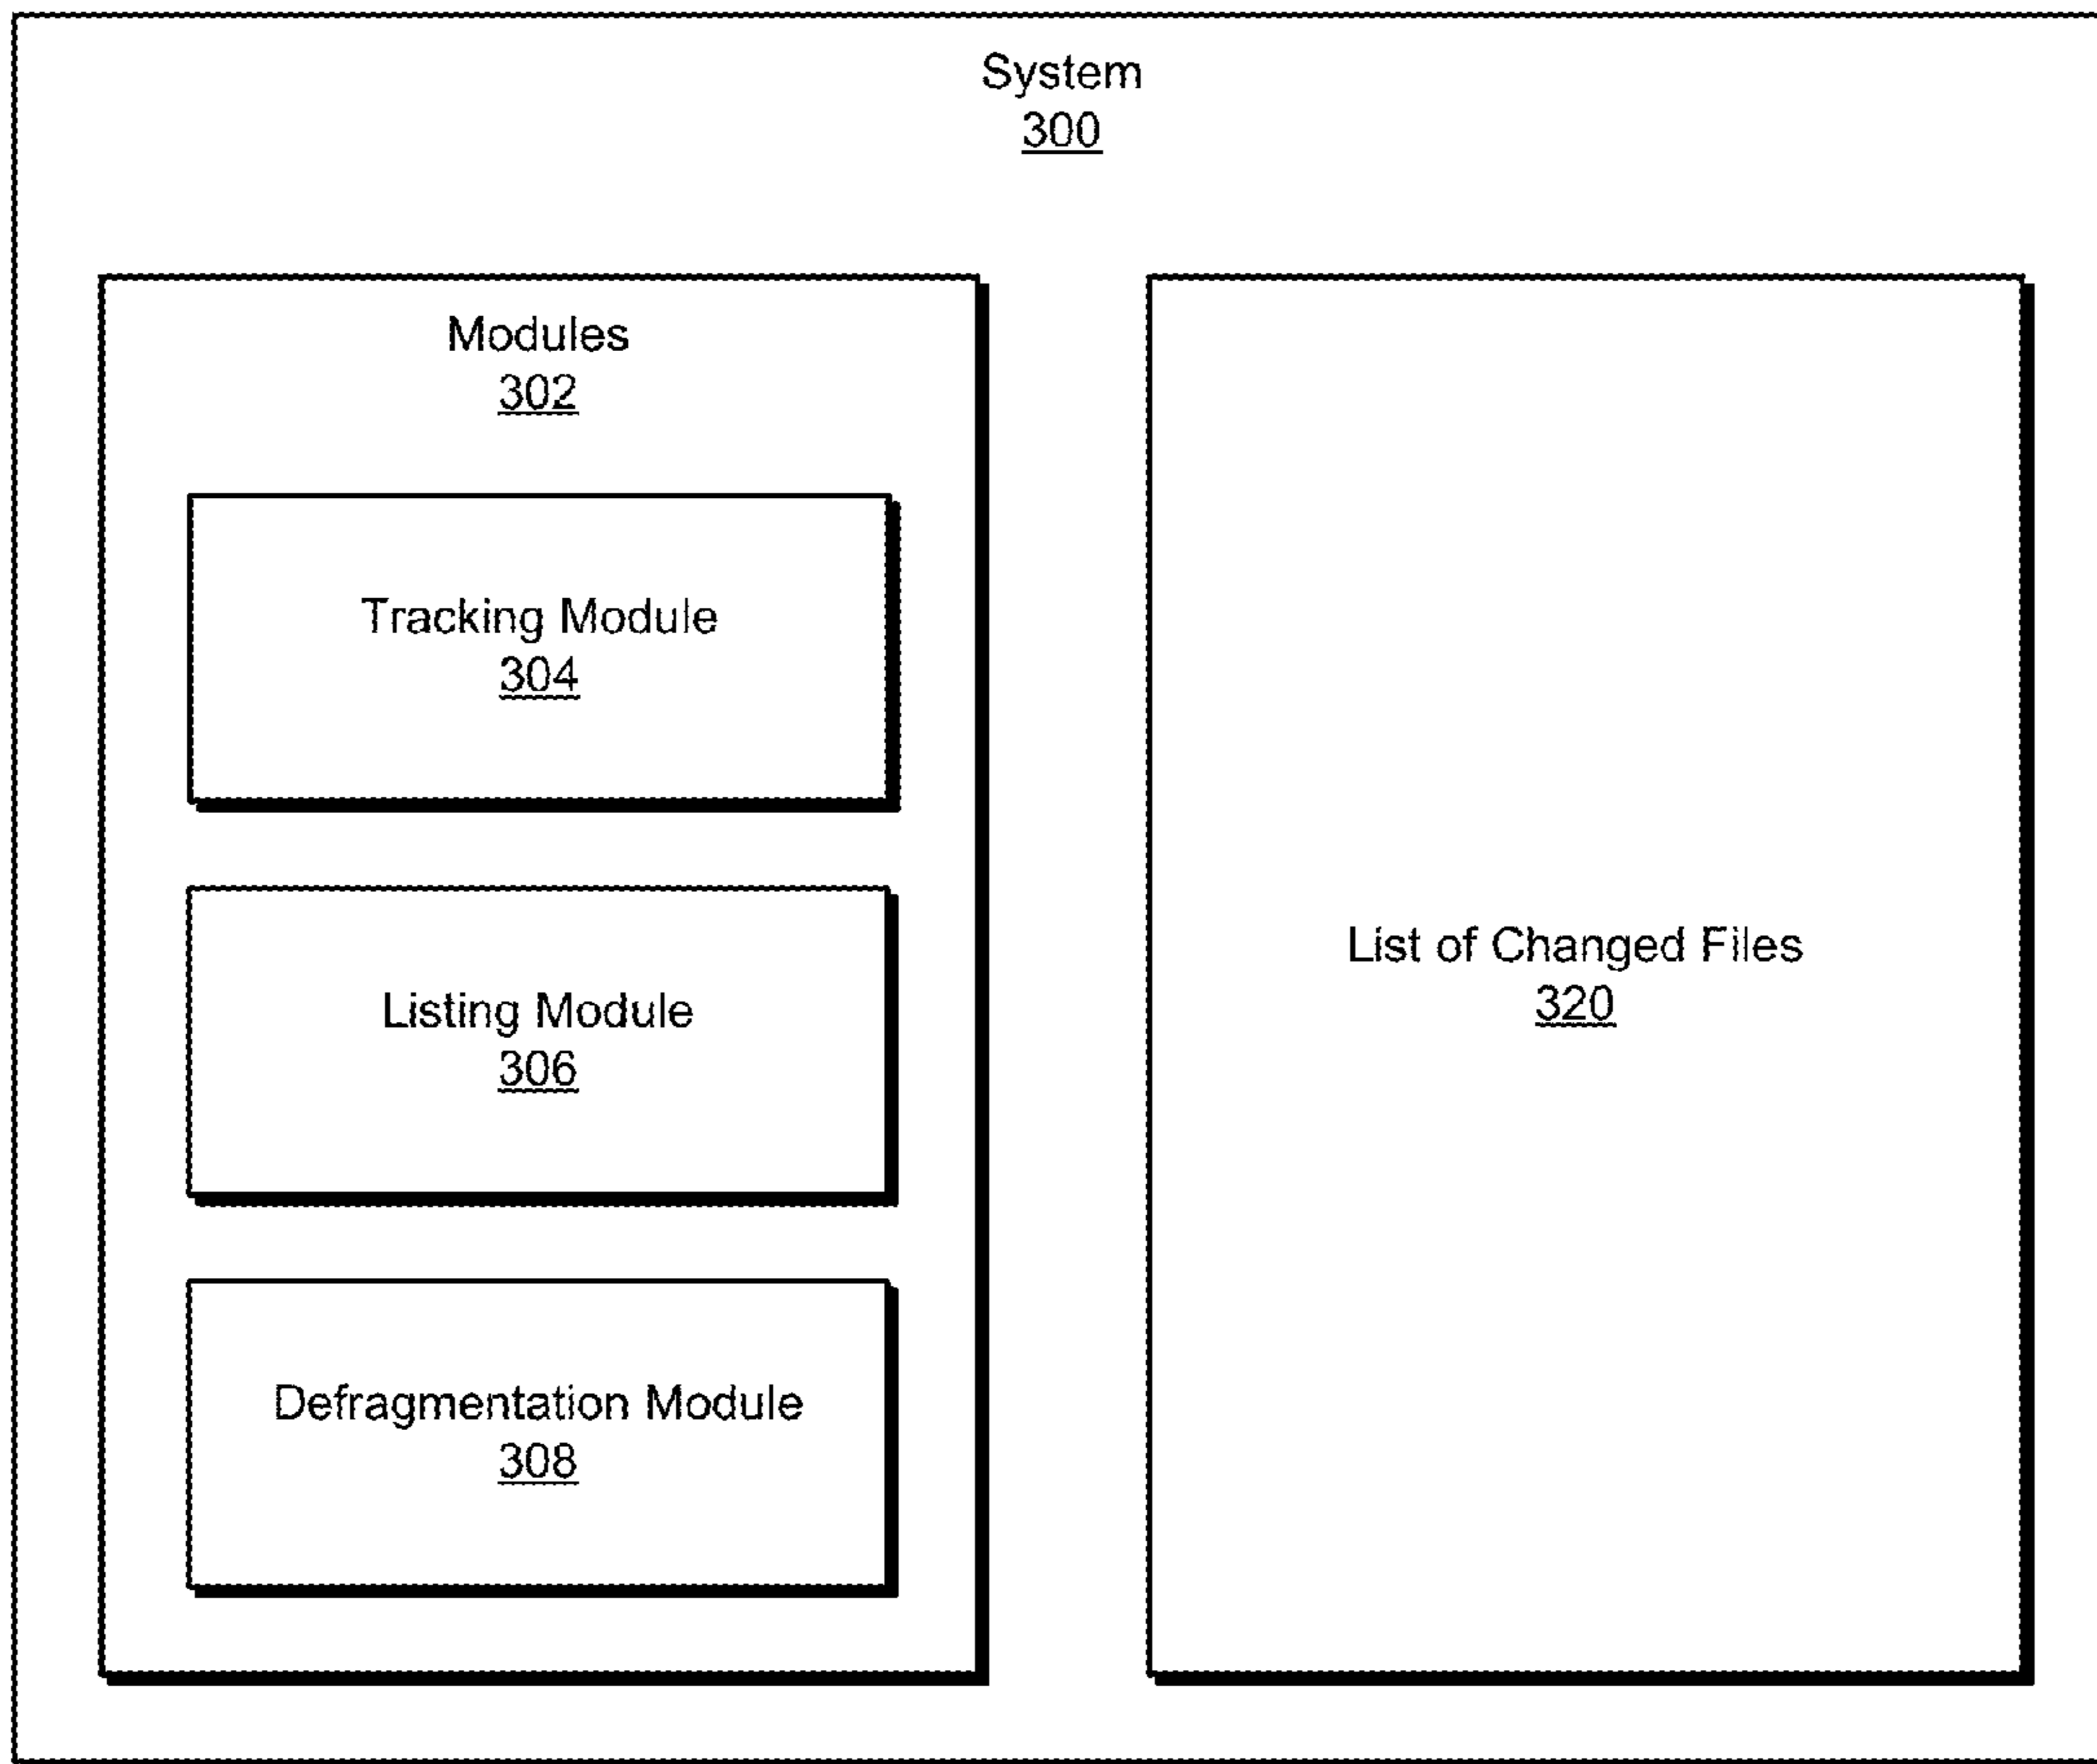 System
300
Modules
302
Tracking Module
304
Listing Module
306
Defragmentation Module
308
List of Changed Files
320